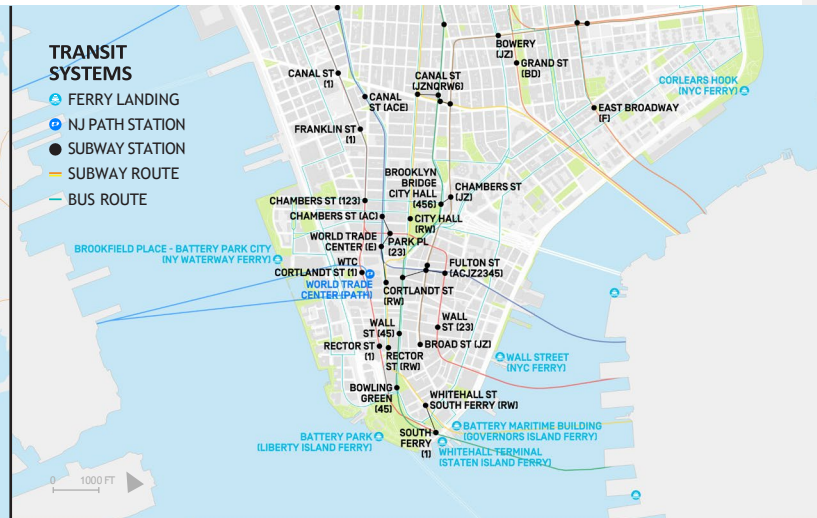 TRANSIT
SYSTEMS
FERRY LANDING
NJ PATH STATION
SUBWAY STATION
SUBWAY ROUTE
BUS ROUTE
BOWERY
(JZ)
GRAND ST
(BD)
CANAL ST
(1)
CANAL ST
(JZNQRW6)
CORLEARS HOOK
(NYC FERRY)
CANAL
ST (ACE)
EAST BROADWAY
(F)
FRANKLIN ST
(1)
BROOKLYN
BRIDGE
CITY HALL
(456)
CHAMBERS ST
(JZ)
CHAMBERS ST (123)
CHAMBERS ST (AC)
CITY HALL
(RW)
WORLD TRADE
CENTER (E)
PARK PL
(23)
BROOKFIELD PLACE - BATTERY PARK CITY
(NY WATERWAY FERRY)
WTC
CORTLANDT ST (1)
FULTON ST
(ACJZ2345)
WORLD TRADE
CENTER (PATH)
CORTLANDT ST
(RW)
WALL
ST (45)
WALL
ST (23)
RECTOR ST
(1)
RECTOR
ST (RW)
BROAD ST (JZ)
WALL STREET
(NYC FERRY)
BOWLING
GREEN
(45)
WHITEHALL ST
SOUTH FERRY (RW)
BATTERY PARK
(LIBERTY ISLAND FERRY)
SOUTH
FERRY
(1)
BATTERY MARITIME BUILDING
(GOVERNORS ISLAND FERRY)
WHITEHALL TERMINAL
(STATEN ISLAND FERRY)
0 1000 FT